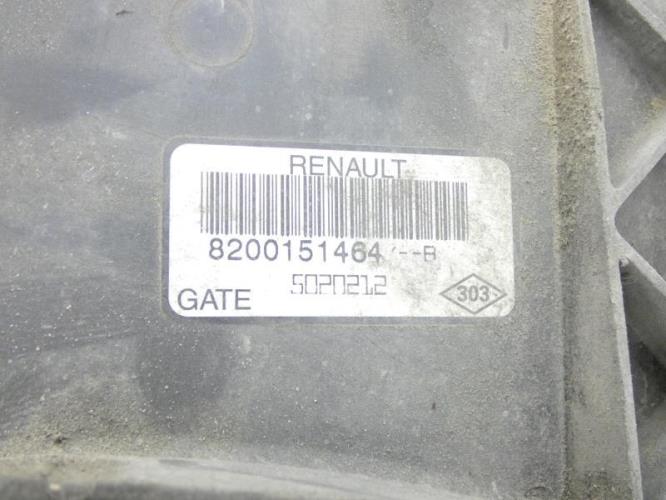 RENAULT
8200151464 --B
5020212
GATE
303